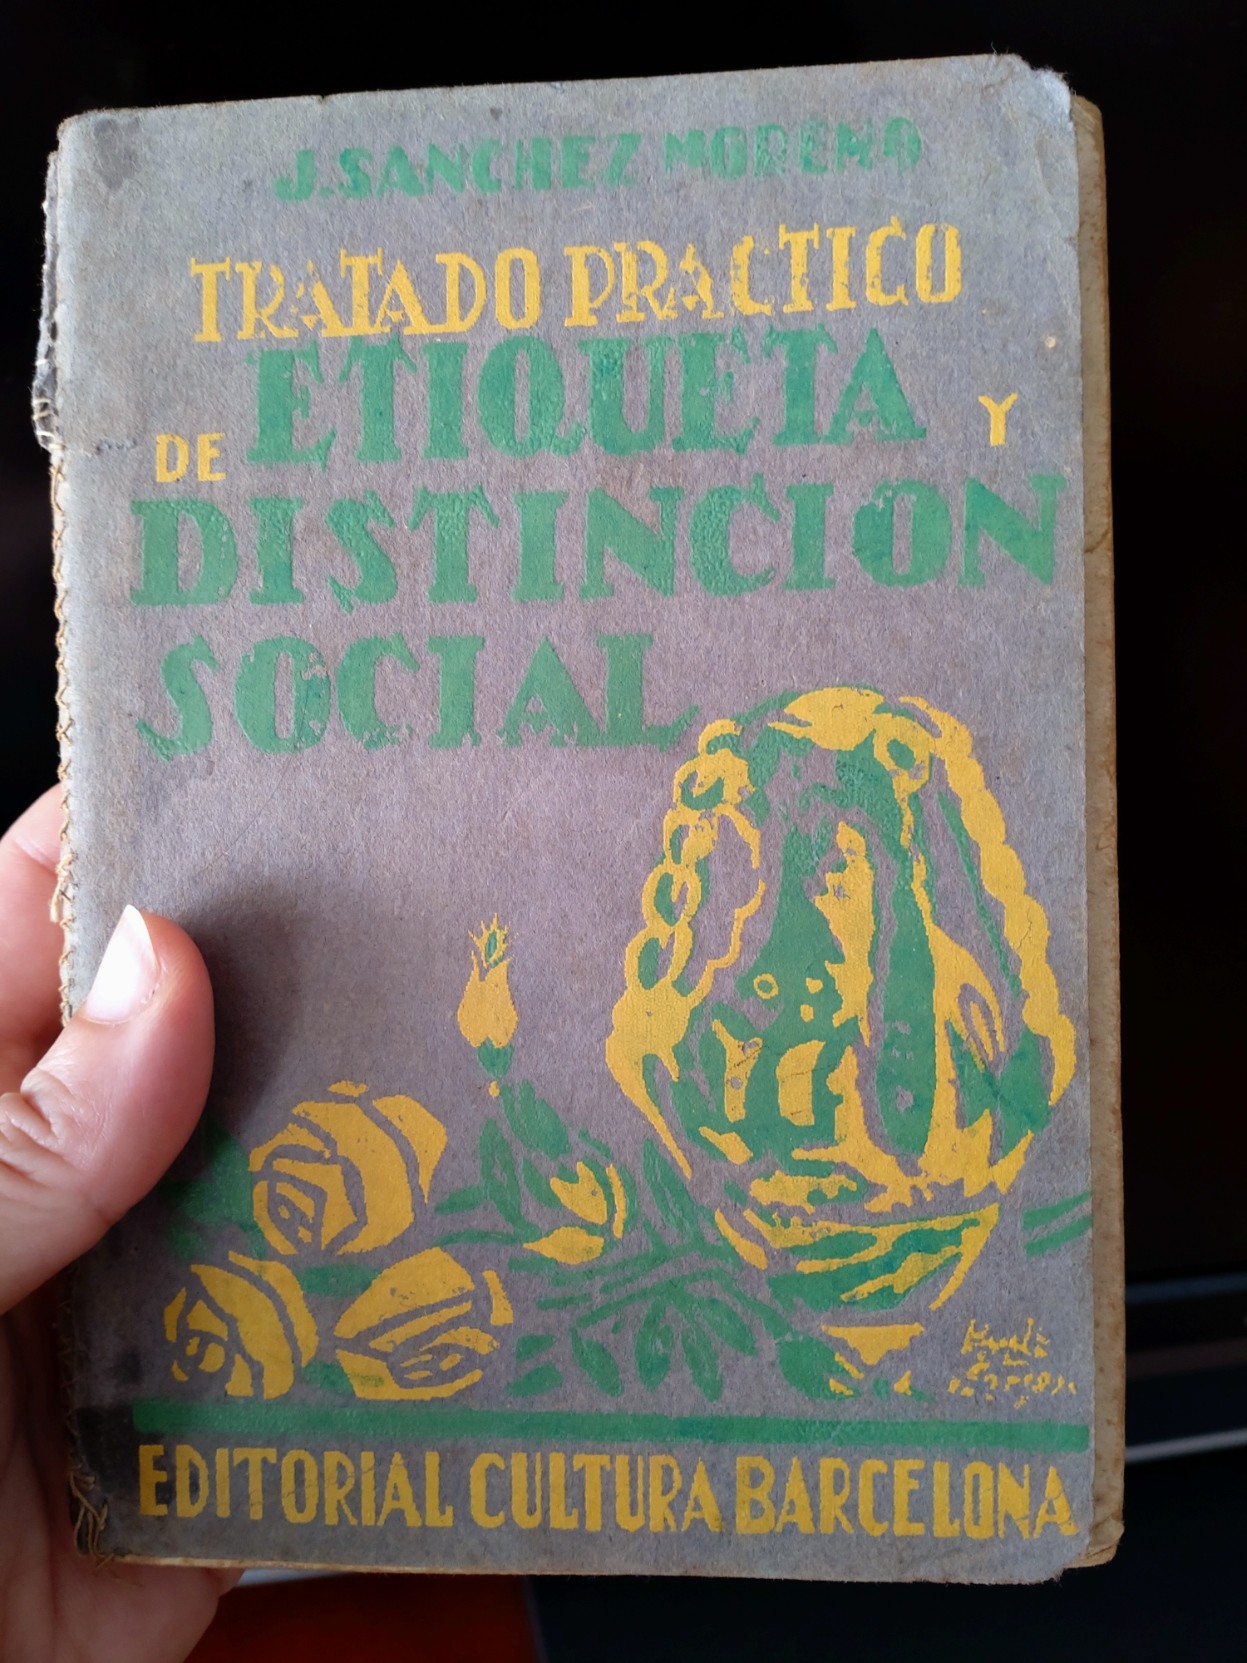 J. SANCHEZ MORENO
TRATADO PRACTICO
DE ETIQUETA Y
DISTINCION
SOCIAL
EDITORIAL CULTURA BARCELONA